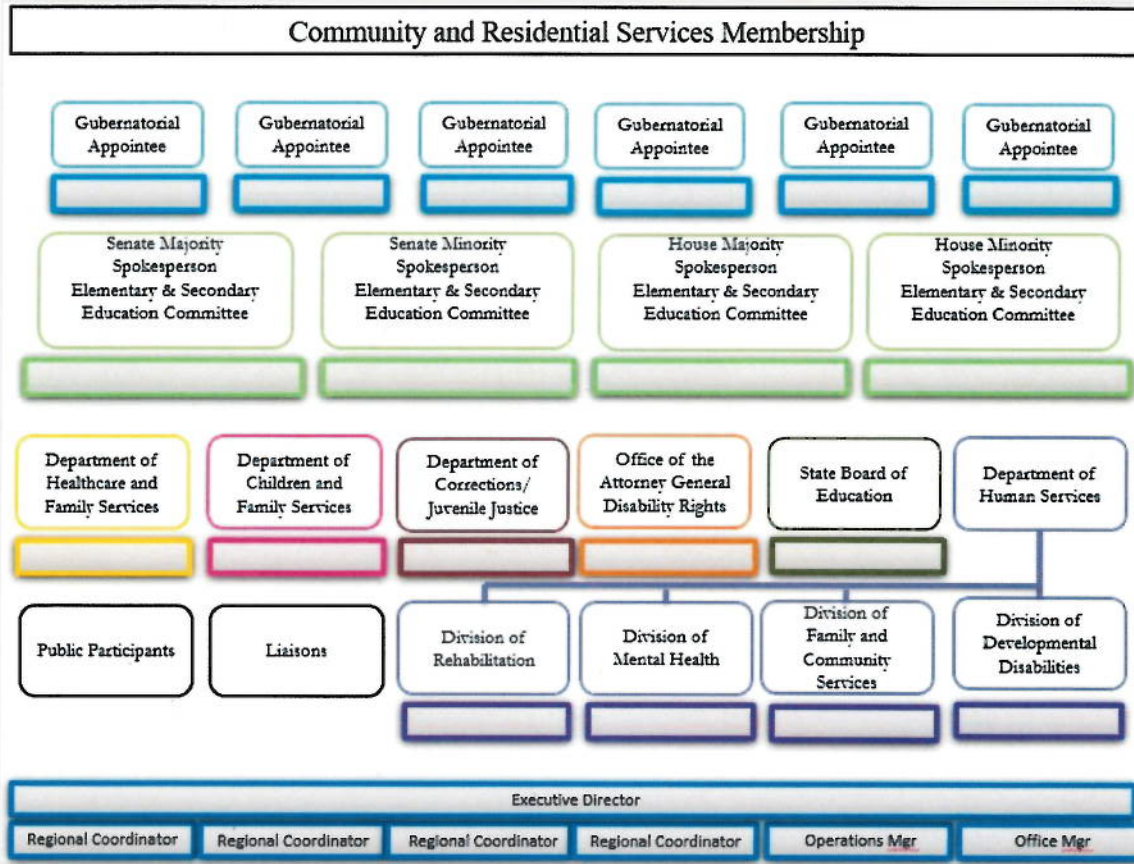 Community and Residential Services Membership
Gubernatorial
Appointee
Gubernatorial
Appointee
Gubernatorial
Appointee
Gubernatorial
Appointee
Gubernatorial
Appointee
Gubernatorial
Appointee
Senate Majority
Spokesperson
Elementary & Secondary
Education Committee
Senate Minority
Spokesperson
Elementary & Secondary
Education Committee
House Majority
Spokesperson
Elementary & Secondary
Education Committee
House Minority
Spokesperson
Elementary & Secondary
Education Committee
Department of
Healthcare and
Family Services
Department of
Children and
Family Services
Department of
Corrections/
Juvenile Justice
Office of the
Attorney General
Disability Rights
State Board of
Education
Department of
Human Services
Public Participants
Liaisons
Division of
Rehabilitation
Division of
Mental Health
Division of
Family and
Community
Services
Division of
Developmental
Disabilities
Executive Director
Regional Coordinator
Regional Coordinator
Regional Coordinator
Regional Coordinator
Operations Mgr
Office Mgr